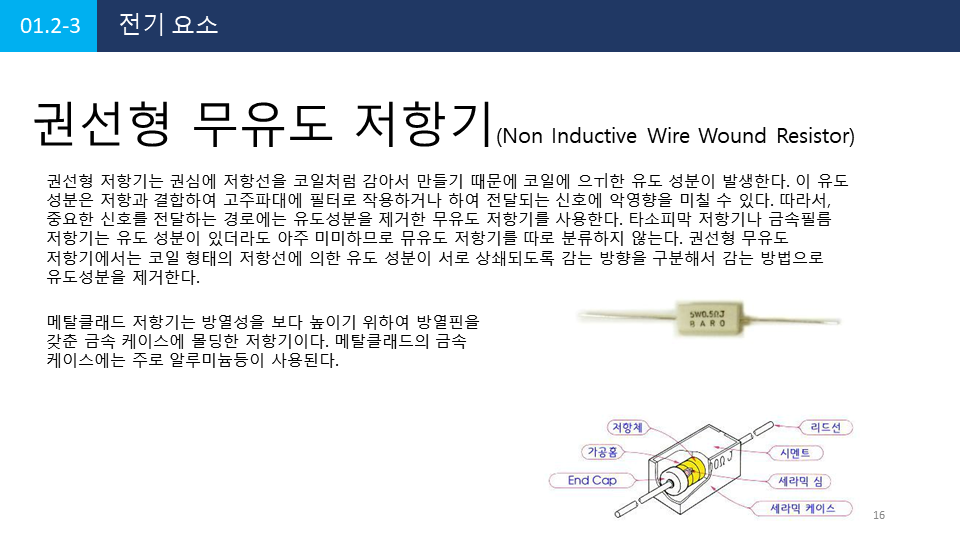 01.2-3
전기 요소
권선형 무유도 저항기(Non Inductive Wire Wound Resistor)
권선형 저항기는 권심에 저항선을 코일처럼 감아서 만들기 때문에 코일에 으ㅝ한 유도 성분이 발생한다. 이 유도
성분은 저항과 결합하여 고주파대에 필터로 작용하거나 하여 전달되는 신호에 악영향을 미칠 수 있다. 따라서,
중요한 신호를 전달하는 경로에는 유도성분을 제거한 무유도 저항기를 사용한다. 타소피막 저항기나 금속필름
저항기는 유도 성분이 있더라도 아주 미미하므로 뮤유도 저항기를 따로 분류하지 않는다. 권선형 무유도
저항기에서는 코일 형태의 저항선에 의한 유도 성분이 서로 상쇄되도록 감는 방향을 구분해서 감는 방법으로
유도성분을 제거한다.
메탈클래드 저항기는 방열성을 보다 높이기 위하여 방열핀을
갖춘 금속 케이스에 몰딩한 저항기이다. 메탈클래드의 금속
케이스에는 주로 알루미늄등이 사용된다.
5W0.5ΩJ
BARO
저항체
리드선
가공홈
시멘트
0ΩJ
End Cap
세라믹 심
세라믹 케이스
16